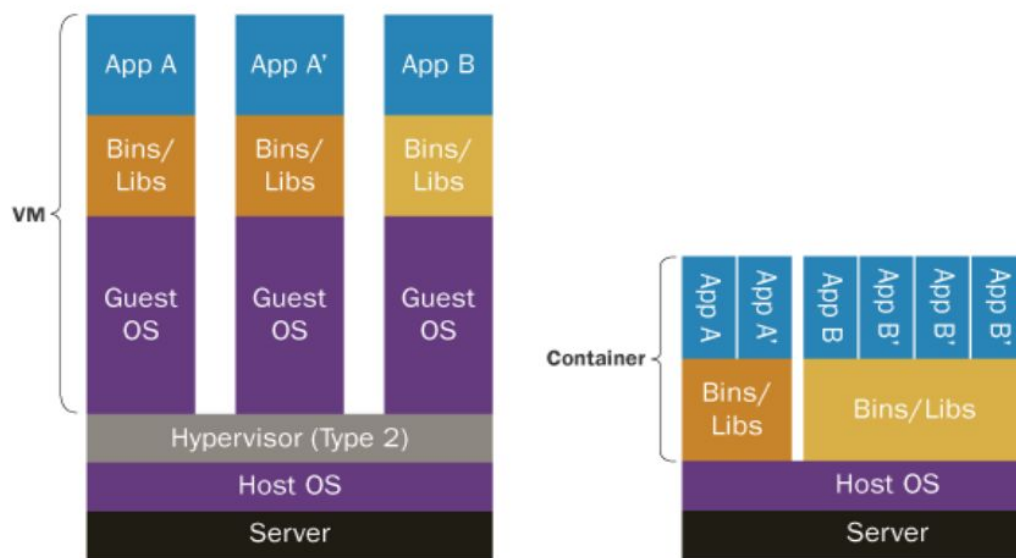 App A
App A'
App B
Bins/
Libs
Bins/
Libs
Bins/
Libs
VM
Guest
OS
Guest
OS
Guest
OS
Hypervisor (Type 2)
Host OS
Server
App A
App A'
App B
App B'
App B'
App B'
Container
Bins/
Libs
Bins/Libs
Host OS
Server